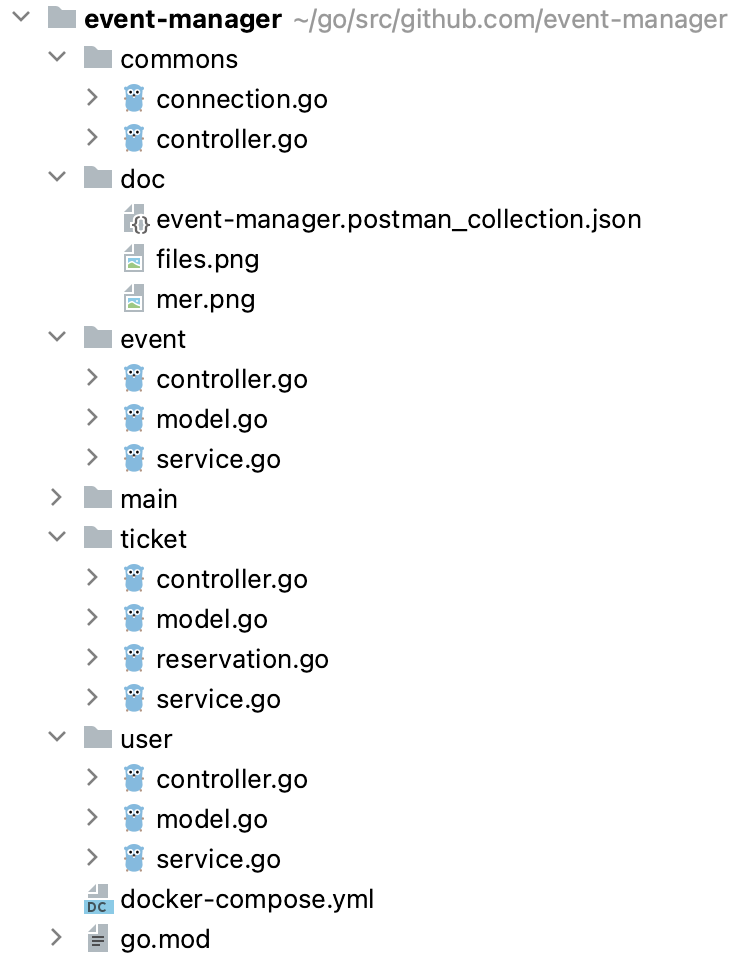 event-manager ~/go/src/github.com/event-manager
commons
connection.go
controller.go
doc
event-manager.postman_collection.json
files.png
mer.png
event
controller.go
model.go
service.go
main
ticket
controller.go
model.go
reservation.go
service.go
user
controller.go
model.go
service.go
DC docker-compose.yml
go.mod